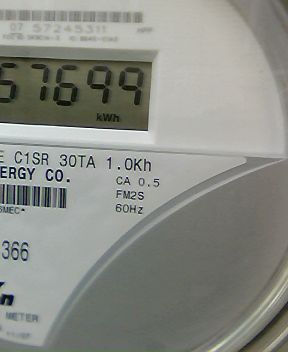 07 57245311
57699
kWh
E C1SR 30TA 1.0Kh
ERGY CO.
CA 0.5
FM2S
60Hz
366
METER